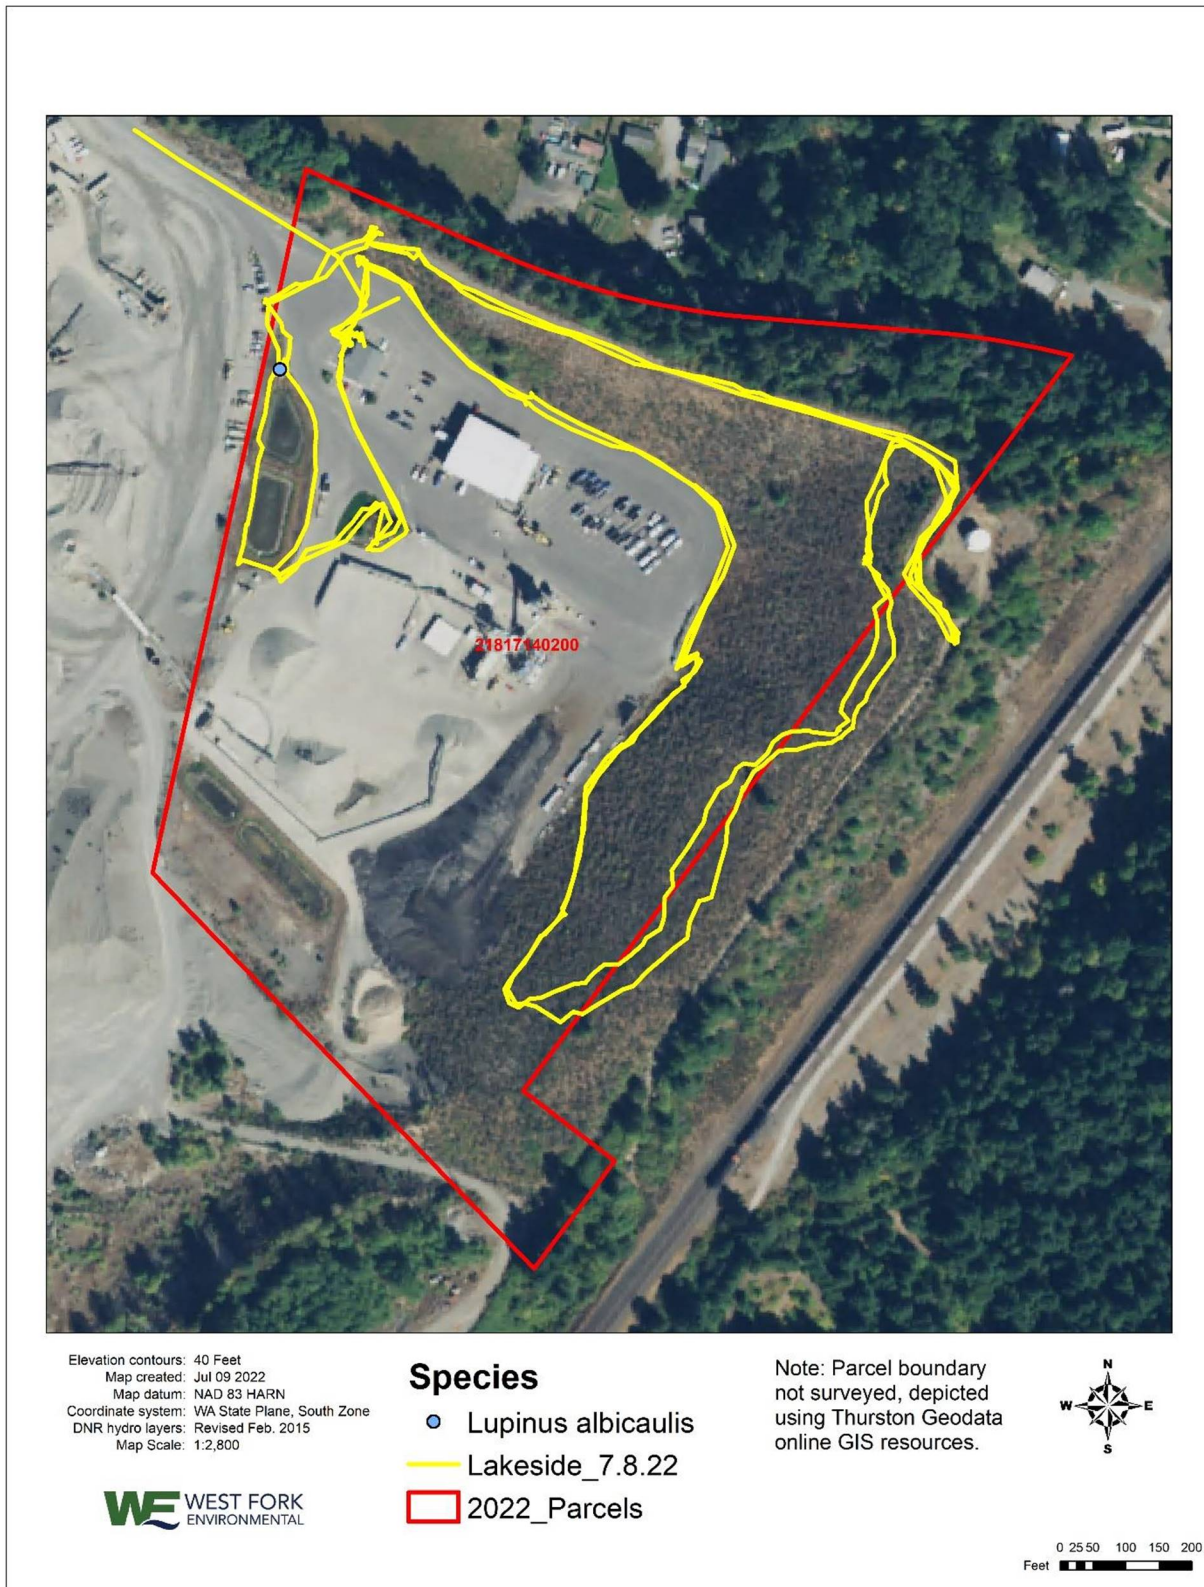 21817140200
Elevation contours: 40 Feet
Map created: Jul 09 2022
Map datum: NAD 83 HARN
Coordinate system: WA State Plane, South Zone
DNR hydro layers: Revised Feb. 2015
Map Scale: 1:2,800
WF WEST FORK
ENVIRONMENTAL
Species
Lupinus albicaulis
Lakeside_7.8.22
2022_Parcels
Note: Parcel boundary
not surveyed, depicted
using Thurston Geodata
online GIS resources.
N
W E
S
0 25 50 100 150 200
Feet